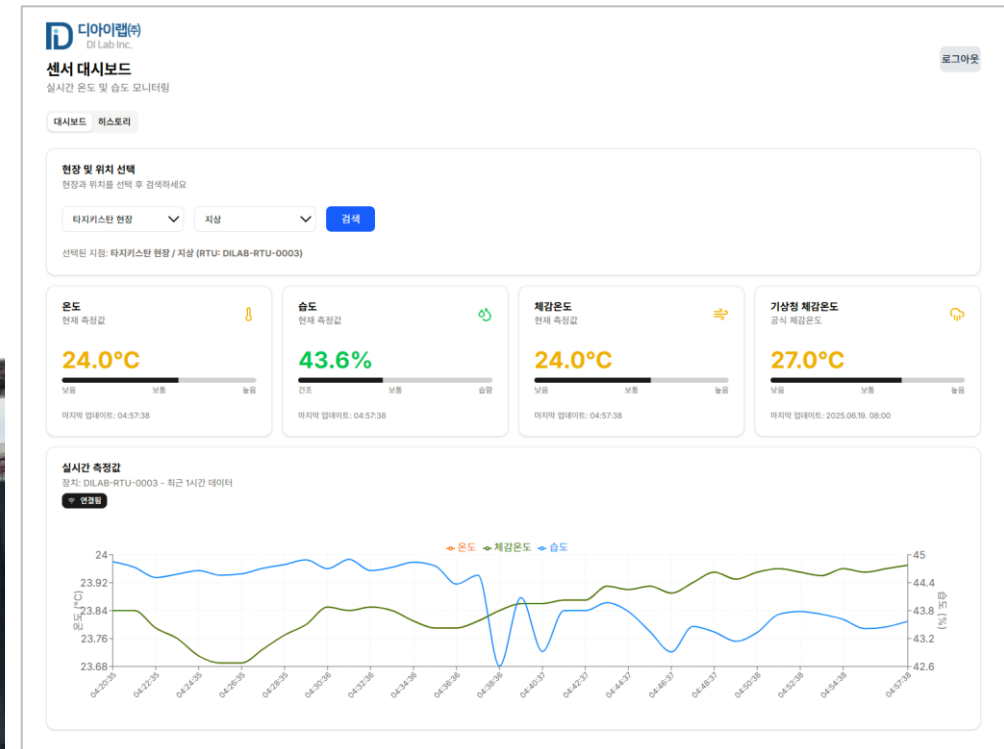 디아이랩㈜
DI Lab Inc.
센서 대시보드
실시간 온도 및 습도 모니터링
로그아웃
대시보드 히스토리
현장 및 위치 선택
현장과 위치를 선택 후 검색하세요
타지키스탄 현장 지상 검색
선택된 지점: 타지키스탄 현장 / 지상 (RTU: DILAB-RTU-0003)
온도
현재 측정값
24.0°C
낮음 보통 높음
마지막 업데이트: 04:57:38
습도
현재 측정값
43.6%
건조 보통 습함
마지막 업데이트: 04:57:38
체감온도
현재 측정값
24.0°C
낮음 보통 높음
마지막 업데이트: 04:57:38
기상청 체감온도
공식 체감온도
27.0°C
낮음 보통 높음
마지막 업데이트: 2025.06.19. 08:00
실시간 측정값
장치: DILAB-RTU-0003 - 최근 1시간 데이터
연결됨
온도 체감온도 습도
24
23.92
23.84
23.76
23.68
온도 (°C)
45
44.4
43.8
43.2
42.6
습도 (%)
04:20:35 04:22:35 04:24:35 04:26:35 04:28:35 04:30:36 04:32:36 04:34:36 04:36:36 04:38:36 04:40:37 04:42:37 04:44:37 04:46:37 04:48:37 04:50:38 04:52:38 04:54:38 04:57:38